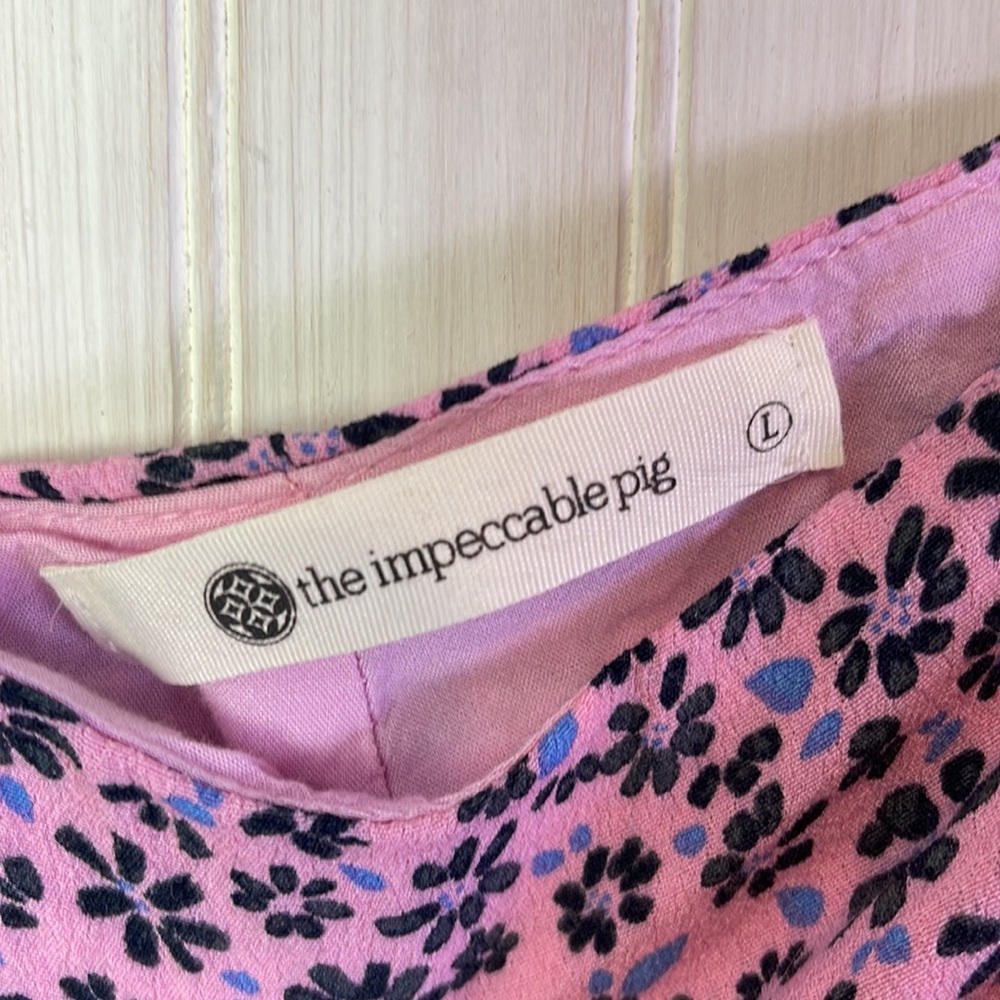 the impeccable pig
L